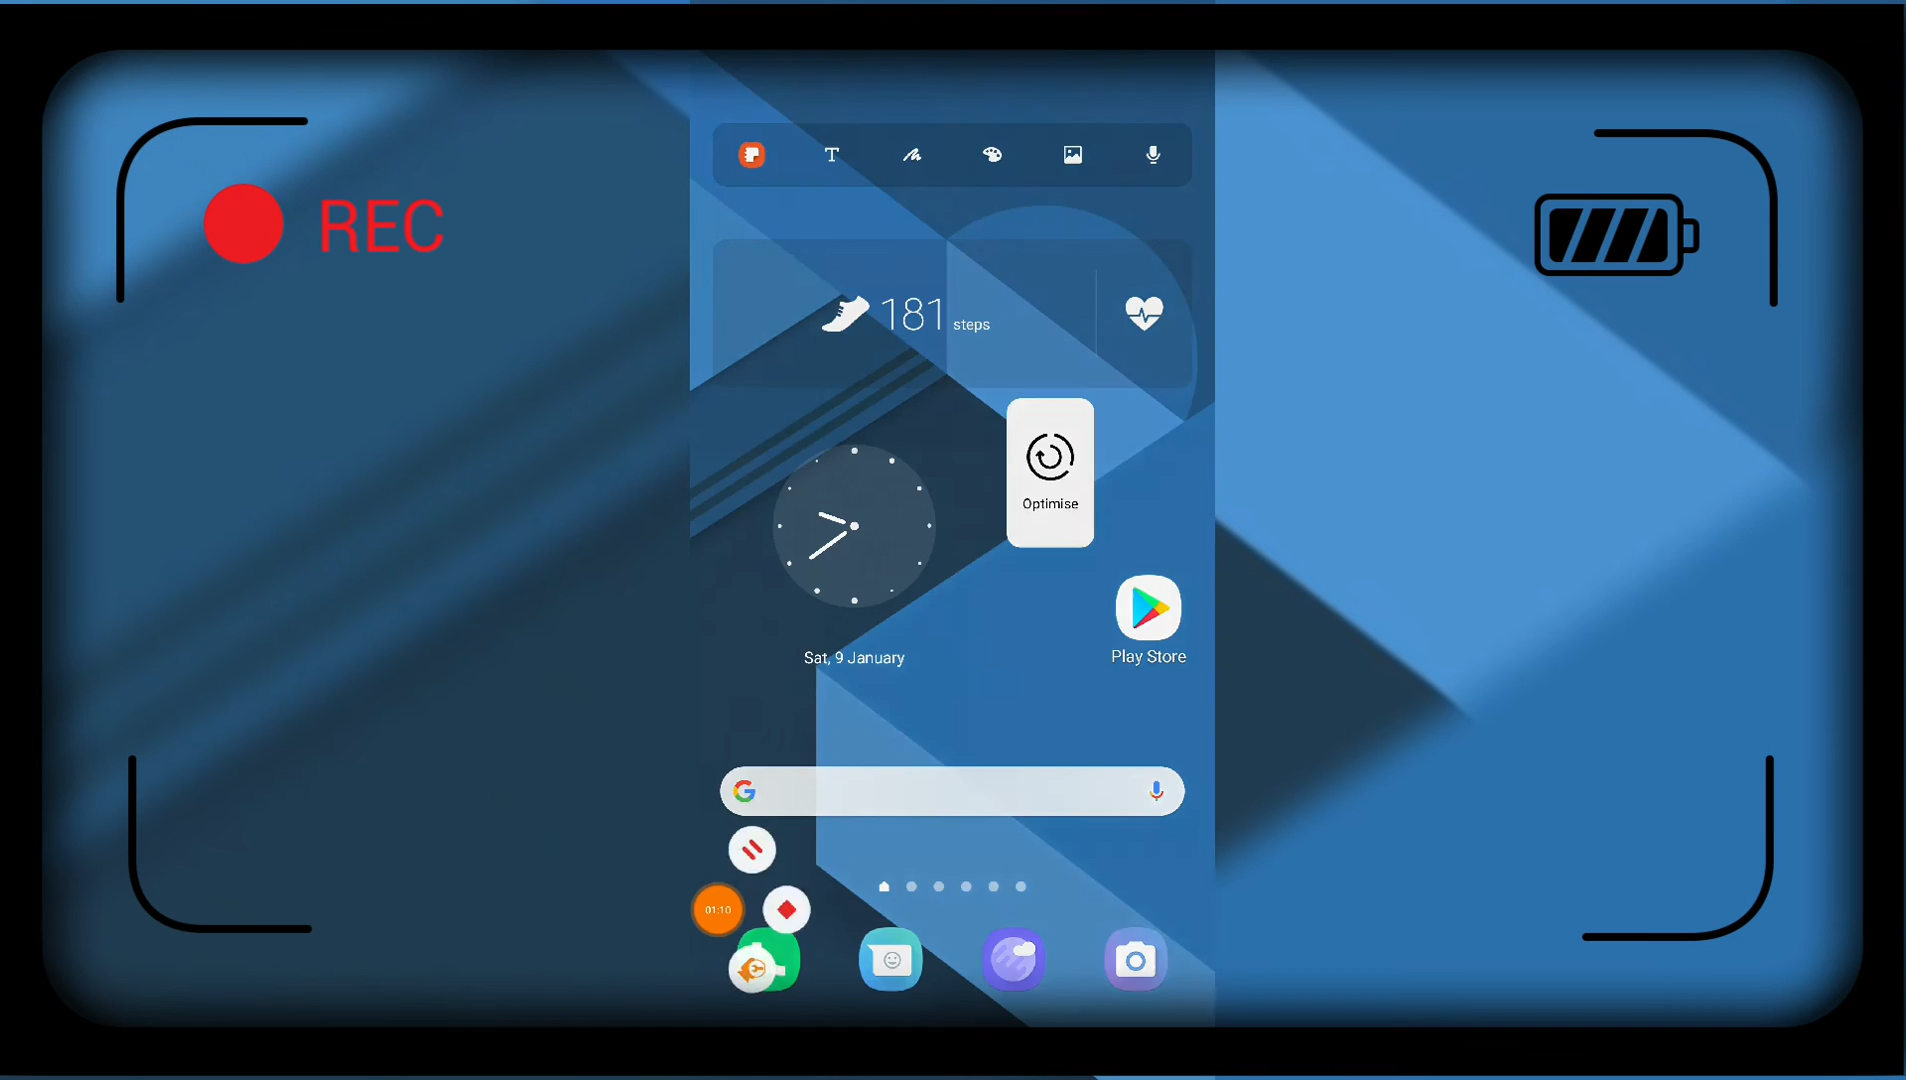 REC
T
181 steps
Optimise
Play Store
Sat, 9 January
G
01:10